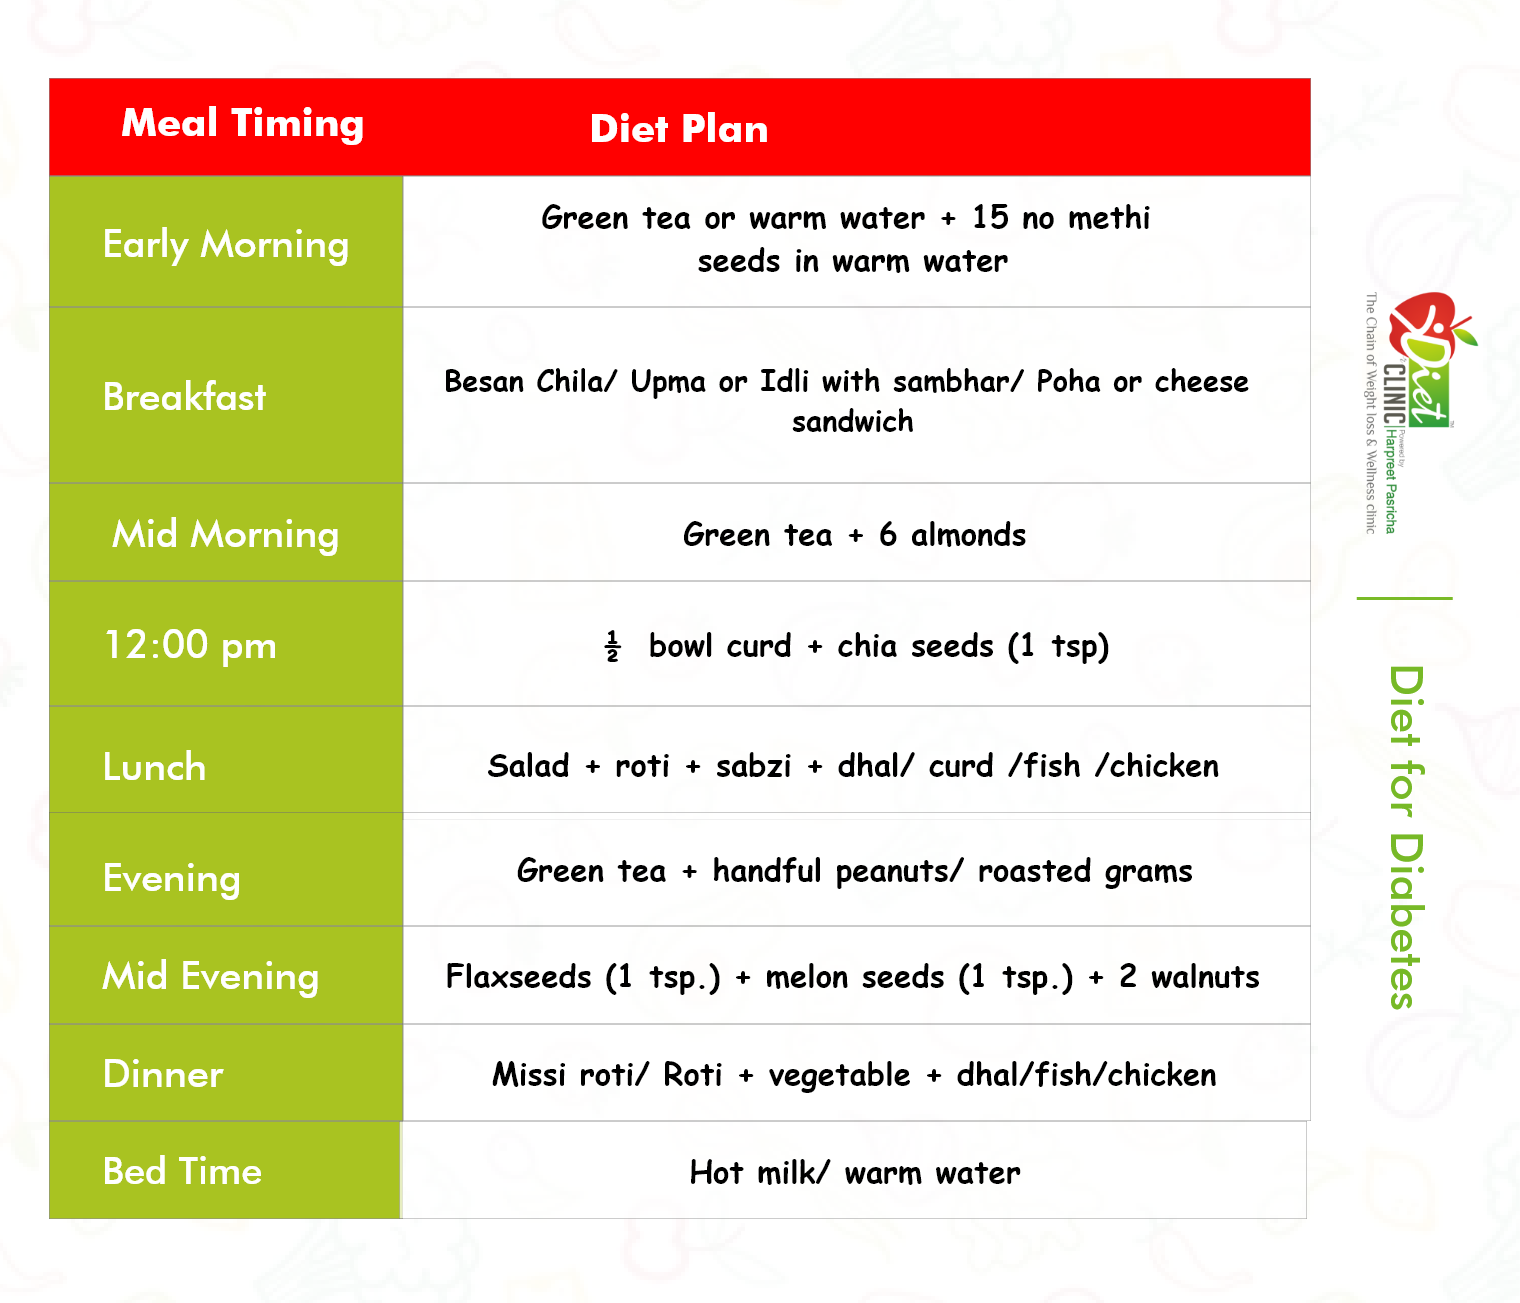 Meal Timing Diet Plan
Early Morning
Green tea or warm water + 15 no methi
seeds in warm water
Breakfast
Besan Chila/ Upma or Idli with sambhar/ Poha or cheese
sandwich
Mid Morning
Green tea + 6 almonds
12:00 pm
½ bowl curd + chia seeds (1 tsp)
Lunch
Salad + roti + sabzi + dhal/ curd /fish /chicken
Evening
Green tea + handful peanuts/ roasted grams
Mid Evening
Flaxseeds (1 tsp.) + melon seeds (1 tsp.) + 2 walnuts
Dinner
Missi roti/ Roti + vegetable + dhal/fish/chicken
Bed Time
Hot milk/ warm water
Diet
TM
2
CLINIC
Powered by
Harpreet Pasricha
The Chain of Weight loss & Wellness clinic
Diet for Diabetes